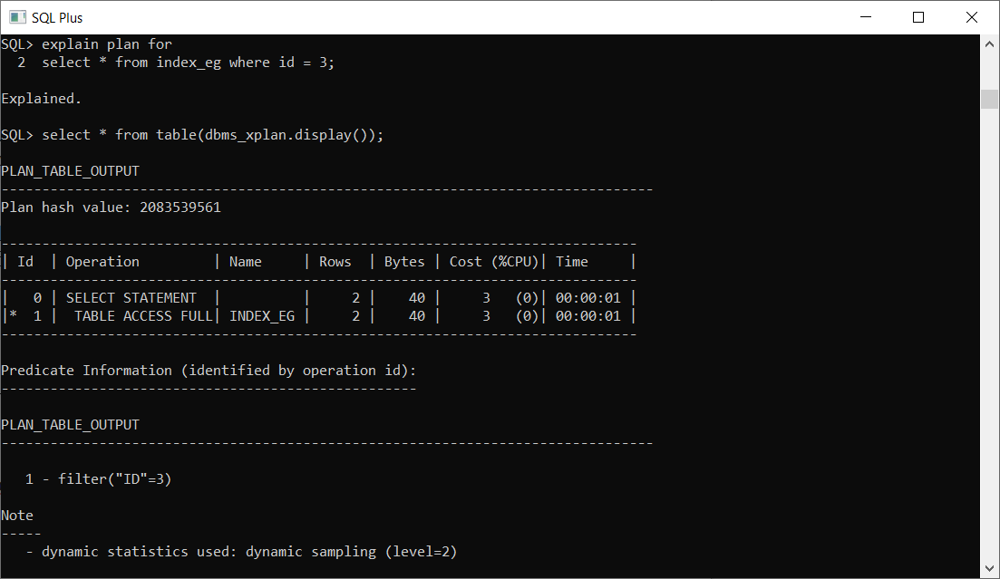 SQL Plus
SQL> explain plan for
  2  select * from index_eg where id = 3;
Explained.
SQL> select * from table(dbms_xplan.display());
PLAN_TABLE_OUTPUT
--------------------------------------------------------------------------------
Plan hash value: 2083539561
------------------------------------------------------------------------------
| Id  | Operation         | Name     | Rows  | Bytes | Cost (%CPU)| Time     |
------------------------------------------------------------------------------
|   0 | SELECT STATEMENT  |          |     2 |    40 |     3   (0)| 00:00:01 |
|*  1 |  TABLE ACCESS FULL| INDEX_EG |     2 |    40 |     3   (0)| 00:00:01 |
------------------------------------------------------------------------------
Predicate Information (identified by operation id):
---------------------------------------------------
PLAN_TABLE_OUTPUT
--------------------------------------------------------------------------------
   1 - filter("ID"=3)
Note
-----
   - dynamic statistics used: dynamic sampling (level=2)